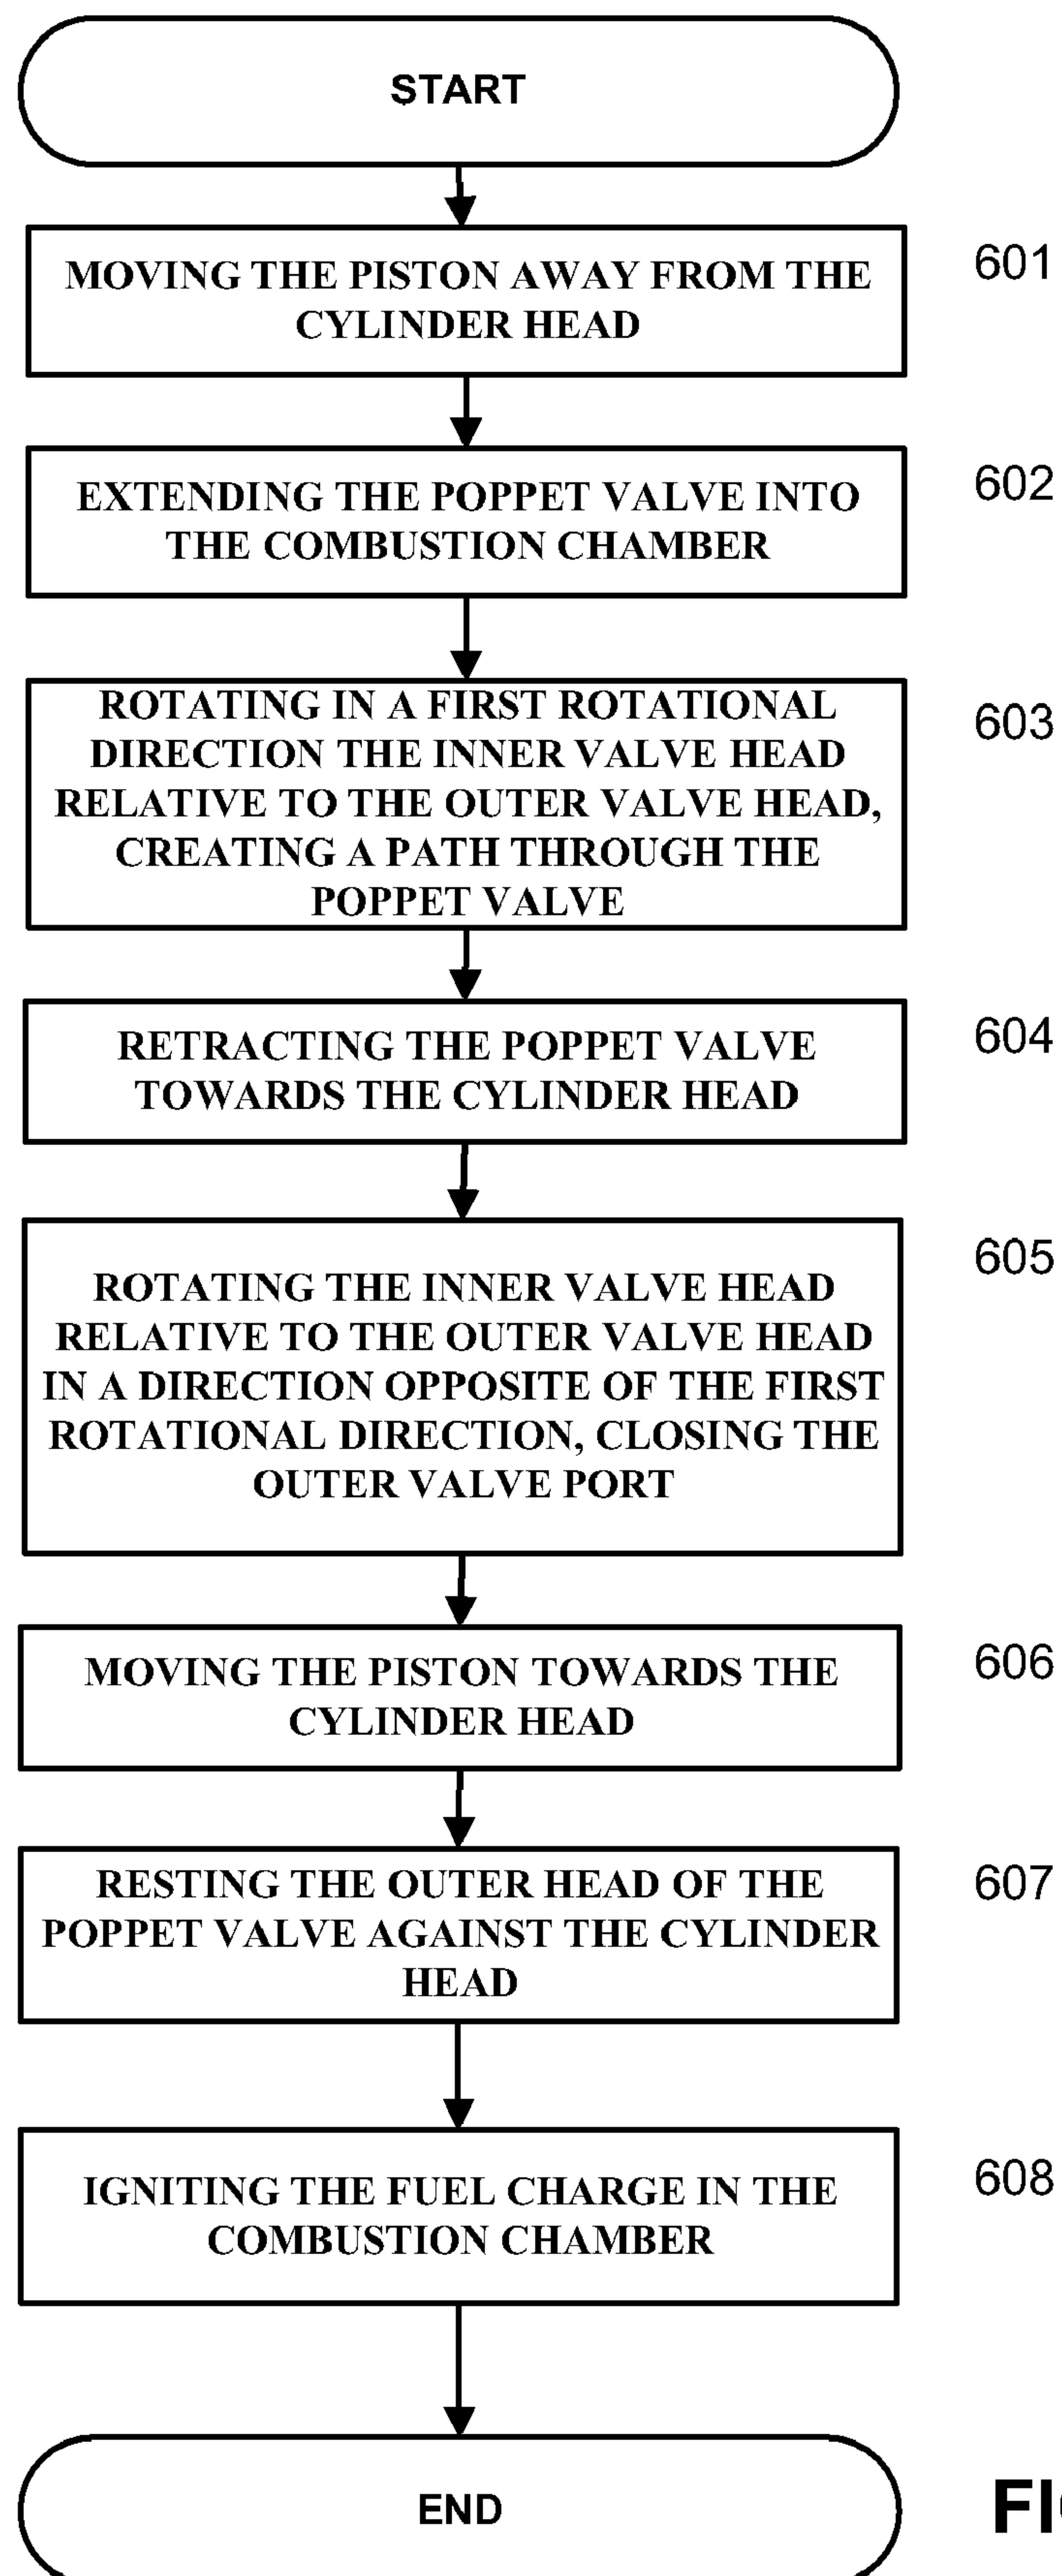 START
MOVING THE PISTON AWAY FROM THE
CYLINDER HEAD
601
EXTENDING THE POPPET VALVE INTO
THE COMBUSTION CHAMBER
602
ROTATING IN A FIRST ROTATIONAL
DIRECTION THE INNER VALVE HEAD
RELATIVE TO THE OUTER VALVE HEAD,
CREATING A PATH THROUGH THE
POPPET VALVE
603
RETRACTING THE POPPET VALVE
TOWARDS THE CYLINDER HEAD
604
ROTATING THE INNER VALVE HEAD
RELATIVE TO THE OUTER VALVE HEAD
IN A DIRECTION OPPOSITE OF THE FIRST
ROTATIONAL DIRECTION, CLOSING THE
OUTER VALVE PORT
605
MOVING THE PISTON TOWARDS THE
CYLINDER HEAD
606
RESTING THE OUTER HEAD OF THE
POPPET VALVE AGAINST THE CYLINDER
HEAD
607
IGNITING THE FUEL CHARGE IN THE
COMBUSTION CHAMBER
608
END